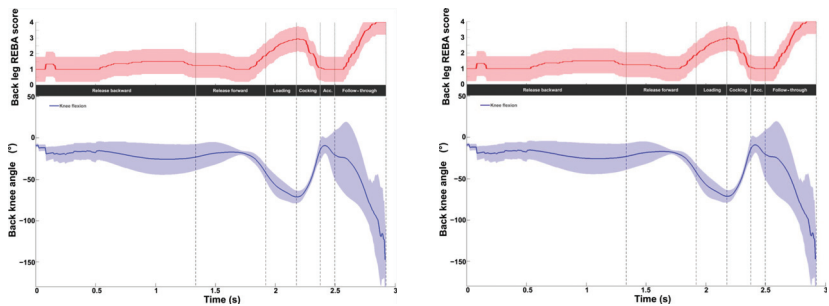 Back leg REBA score
4
3
2
1
0
Release backward Release forward Loading Cocking Acc. Follow-through
50
0
−50
−100
−150
Knee flexion
Back knee angle (°)
0 0.5 1 1.5 2 2.5 3
Time (s)
Back leg REBA score
4
3
2
1
0
Release backward Release forward Loading Cocking Acc. Follow-through
50
0
−50
−100
−150
Knee flexion
Back knee angle (°)
0 0.5 1 1.5 2 2.5 3
Time (s)